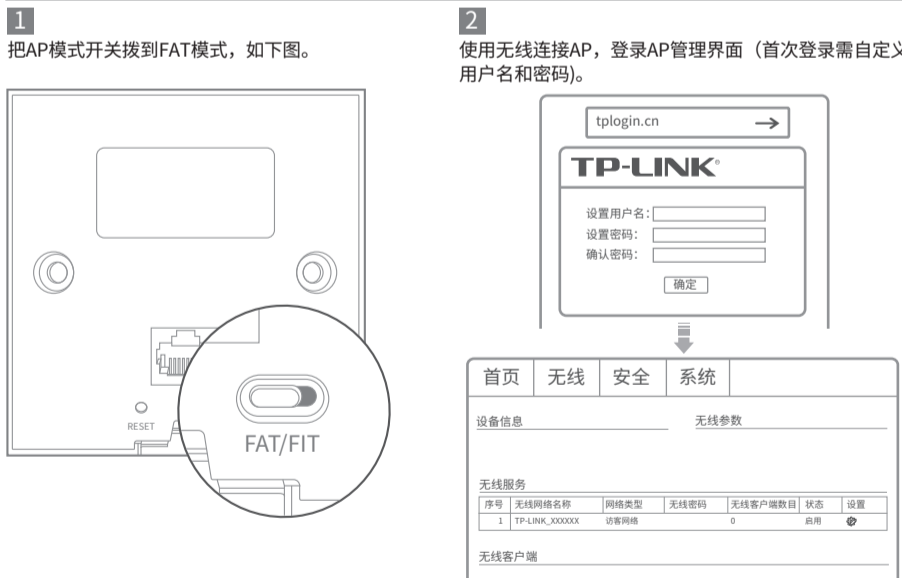 1
把AP模式开关拨到FAT模式，如下图。
RESET
FAT/FIT
2
使用无线连接AP，登录AP管理界面（首次登录需自定义
用户名和密码)。
tplogin.cn
TP-LINK®
设置用户名：
设置密码：
确认密码：
确定
首页 无线 安全 系统
设备信息 无线参数
无线服务
序号 无线网络名称 网络类型 无线密码 无线客户端数目 状态 设置
1 TP-LINK_XXXXXX 访客网络 0 启用
无线客户端